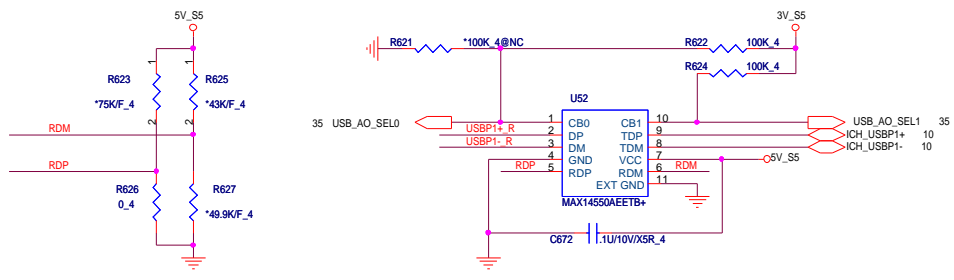 5V_S5
1
1
R623
R625
*75K/F_4
*43K/F_4
2
2
RDM
RDP
R626
R627
0_4
*49.9K/F_4
3V_S5
R621
*100K_4@NC
R622
100K_4
R624
100K_4
U52
35 USB_AO_SEL0
1
CB0
CB1
10
USB_AO_SEL1 35
USBP1+_R
2
DP
TDP
9
ICH_USBP1+ 10
USBP1-_R
3
DM
TDM
8
ICH_USBP1- 10
4
GND
VCC
7
5V_S5
RDP
5
RDP
RDM
6
RDM
EXT GND
11
MAX14550AEETB+
C672
.1U/10V/X5R_4